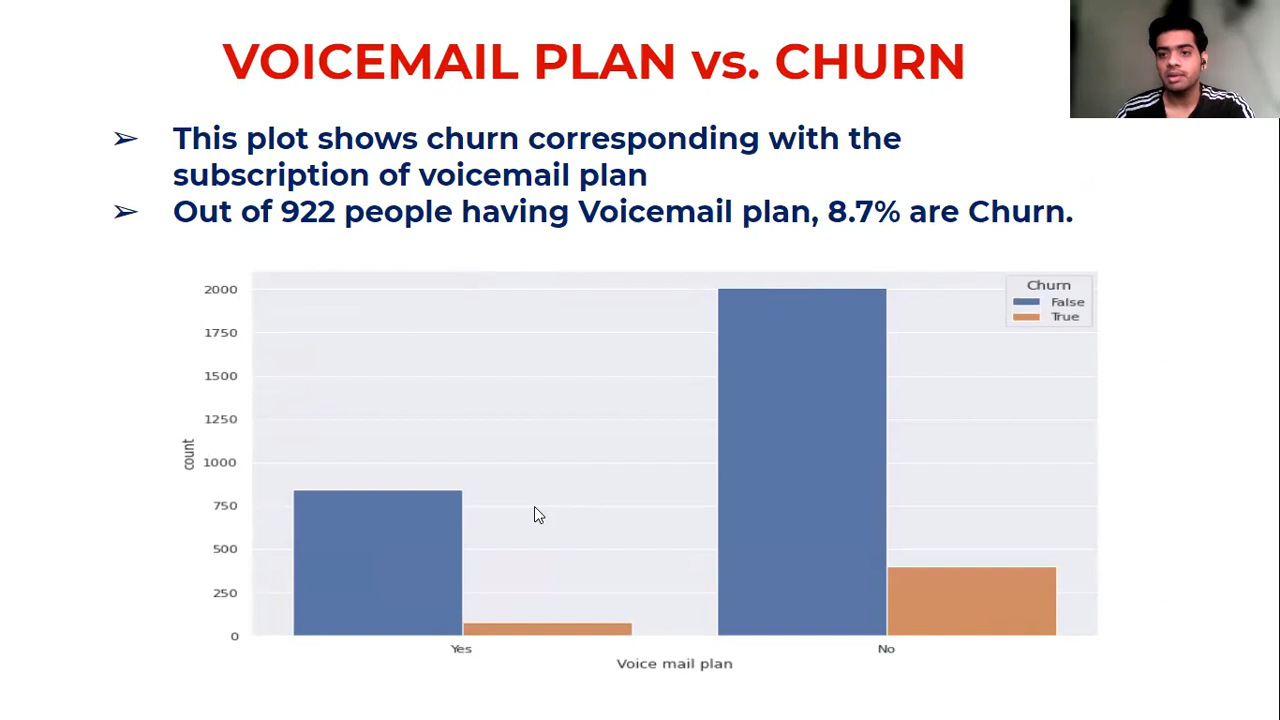 VOICEMAIL PLAN vs. CHURN
➢ This plot shows churn corresponding with the
subscription of voicemail plan
➢ Out of 922 people having Voicemail plan, 8.7% are Churn.
Churn
False
True
2000
1750
1500
1250
1000
750
500
250
0
count
Yes
No
Voice mail plan